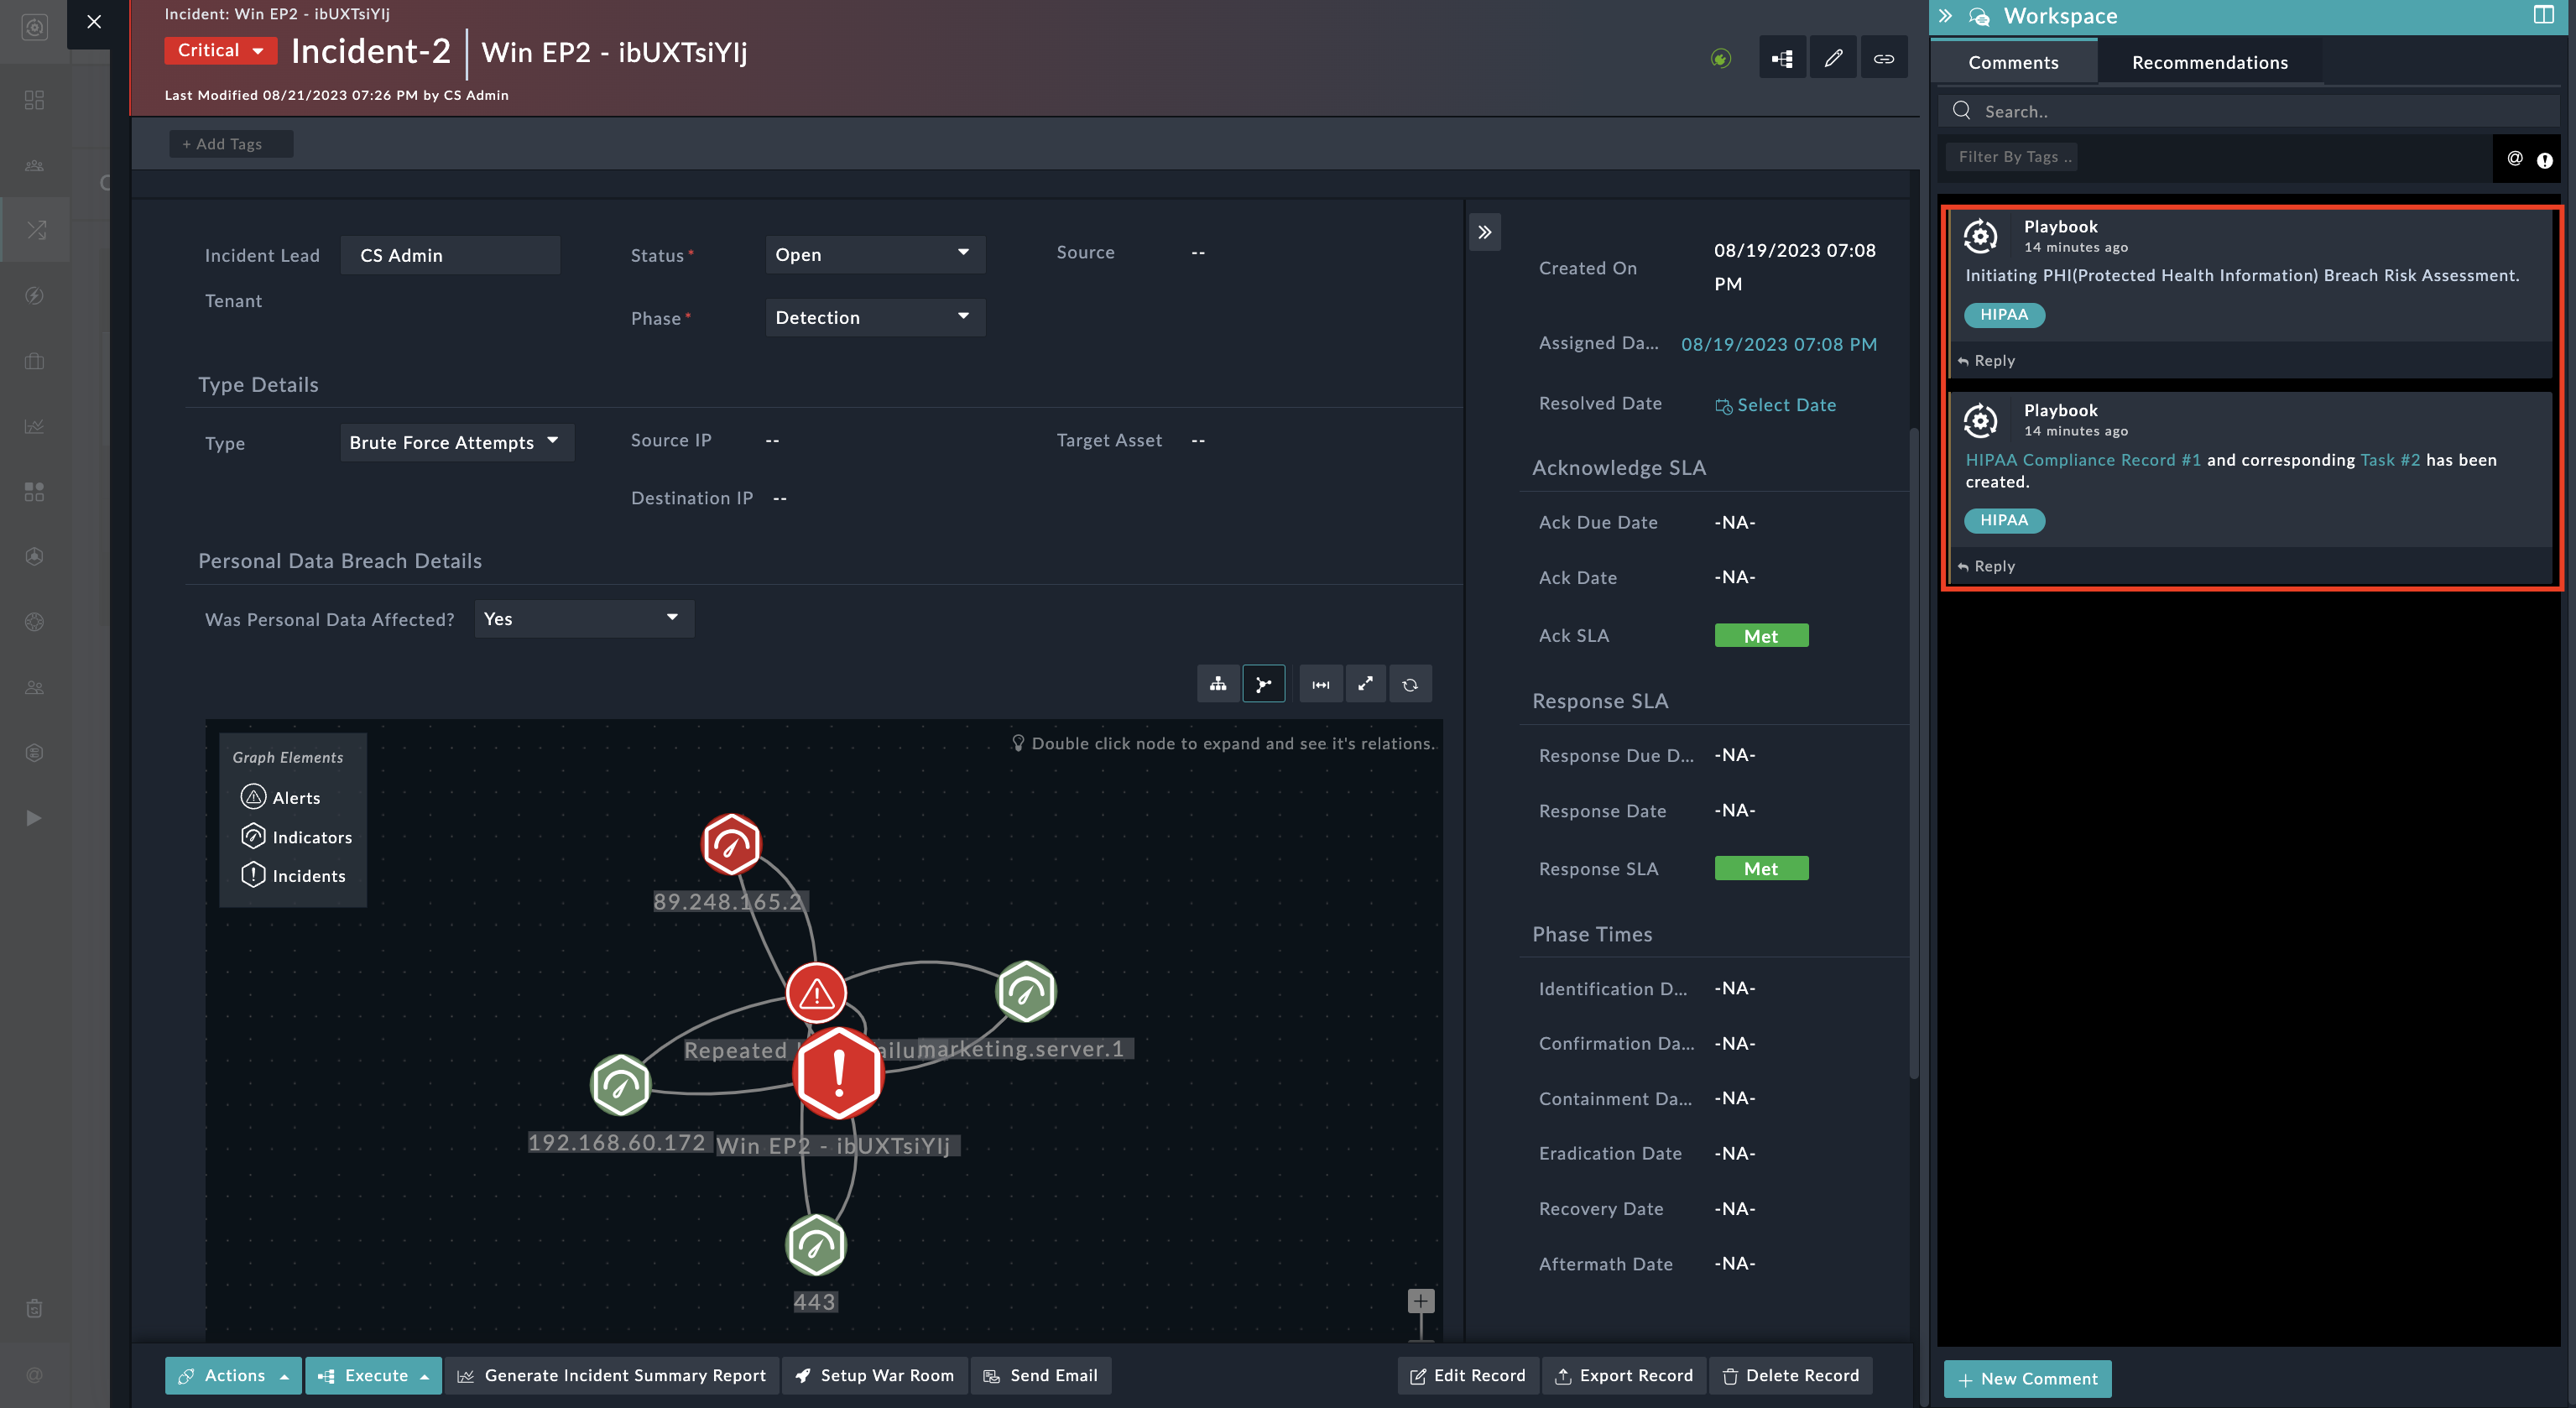 Incident: Win EP2 - ibUXTsiYIj
Critical
Incident-2
Win EP2 - ibUXTsiYIj
Last Modified 08/21/2023 07:26 PM by CS Admin
+ Add Tags
Incident Lead
CS Admin
Status*
Open
Source
--
Tenant
Phase*
Detection
Type Details
Type
Brute Force Attempts
Source IP
--
Target Asset
--
Destination IP
--
Personal Data Breach Details
Was Personal Data Affected?
Yes
Double click node to expand and see it's relations.
Graph Elements
Alerts
Indicators
Incidents
89.248.165.2
Repeated
marketing.server.1
192.168.60.172
Win EP2 - ibUXTsiYIj
443
Created On
08/19/2023 07:08
PM
Assigned Da...
08/19/2023 07:08 PM
Resolved Date
Select Date
Acknowledge SLA
Ack Due Date
-NA-
Ack Date
-NA-
Ack SLA
Met
Response SLA
Response Due D...
-NA-
Response Date
-NA-
Response SLA
Met
Phase Times
Identification D...
-NA-
Confirmation Da...
-NA-
Containment Da...
-NA-
Eradication Date
-NA-
Recovery Date
-NA-
Aftermath Date
-NA-
Actions
Execute
Generate Incident Summary Report
Setup War Room
Send Email
Edit Record
Export Record
Delete Record
Workspace
Comments
Recommendations
Search..
Filter By Tags ..
@
Playbook
14 minutes ago
Initiating PHI(Protected Health Information) Breach Risk Assessment.
HIPAA
Reply
Playbook
14 minutes ago
HIPAA Compliance Record #1 and corresponding Task #2 has been
created.
HIPAA
Reply
+ New Comment